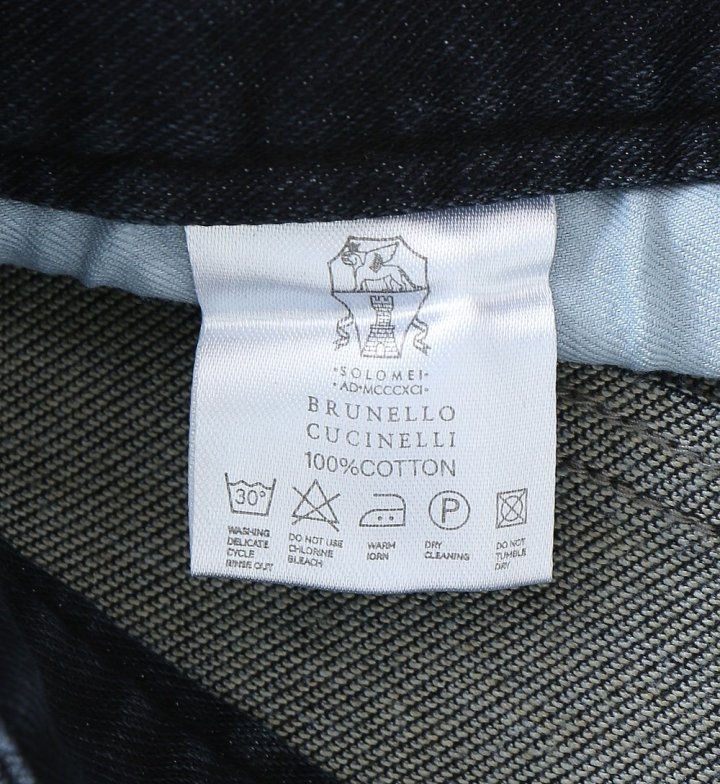 ·SOLOMEI·
·AD·MCCCXCI·
BRUNELLO
CUCINELLI
100%COTTON
30°
P
WASHING
DELICATE
CYCLE
RINSE OUT
DO NOT USE
CHLORINE
BLEACH
WARM
IORN
DRY
CLEANING
DO NOT
TUMBLE
DRY